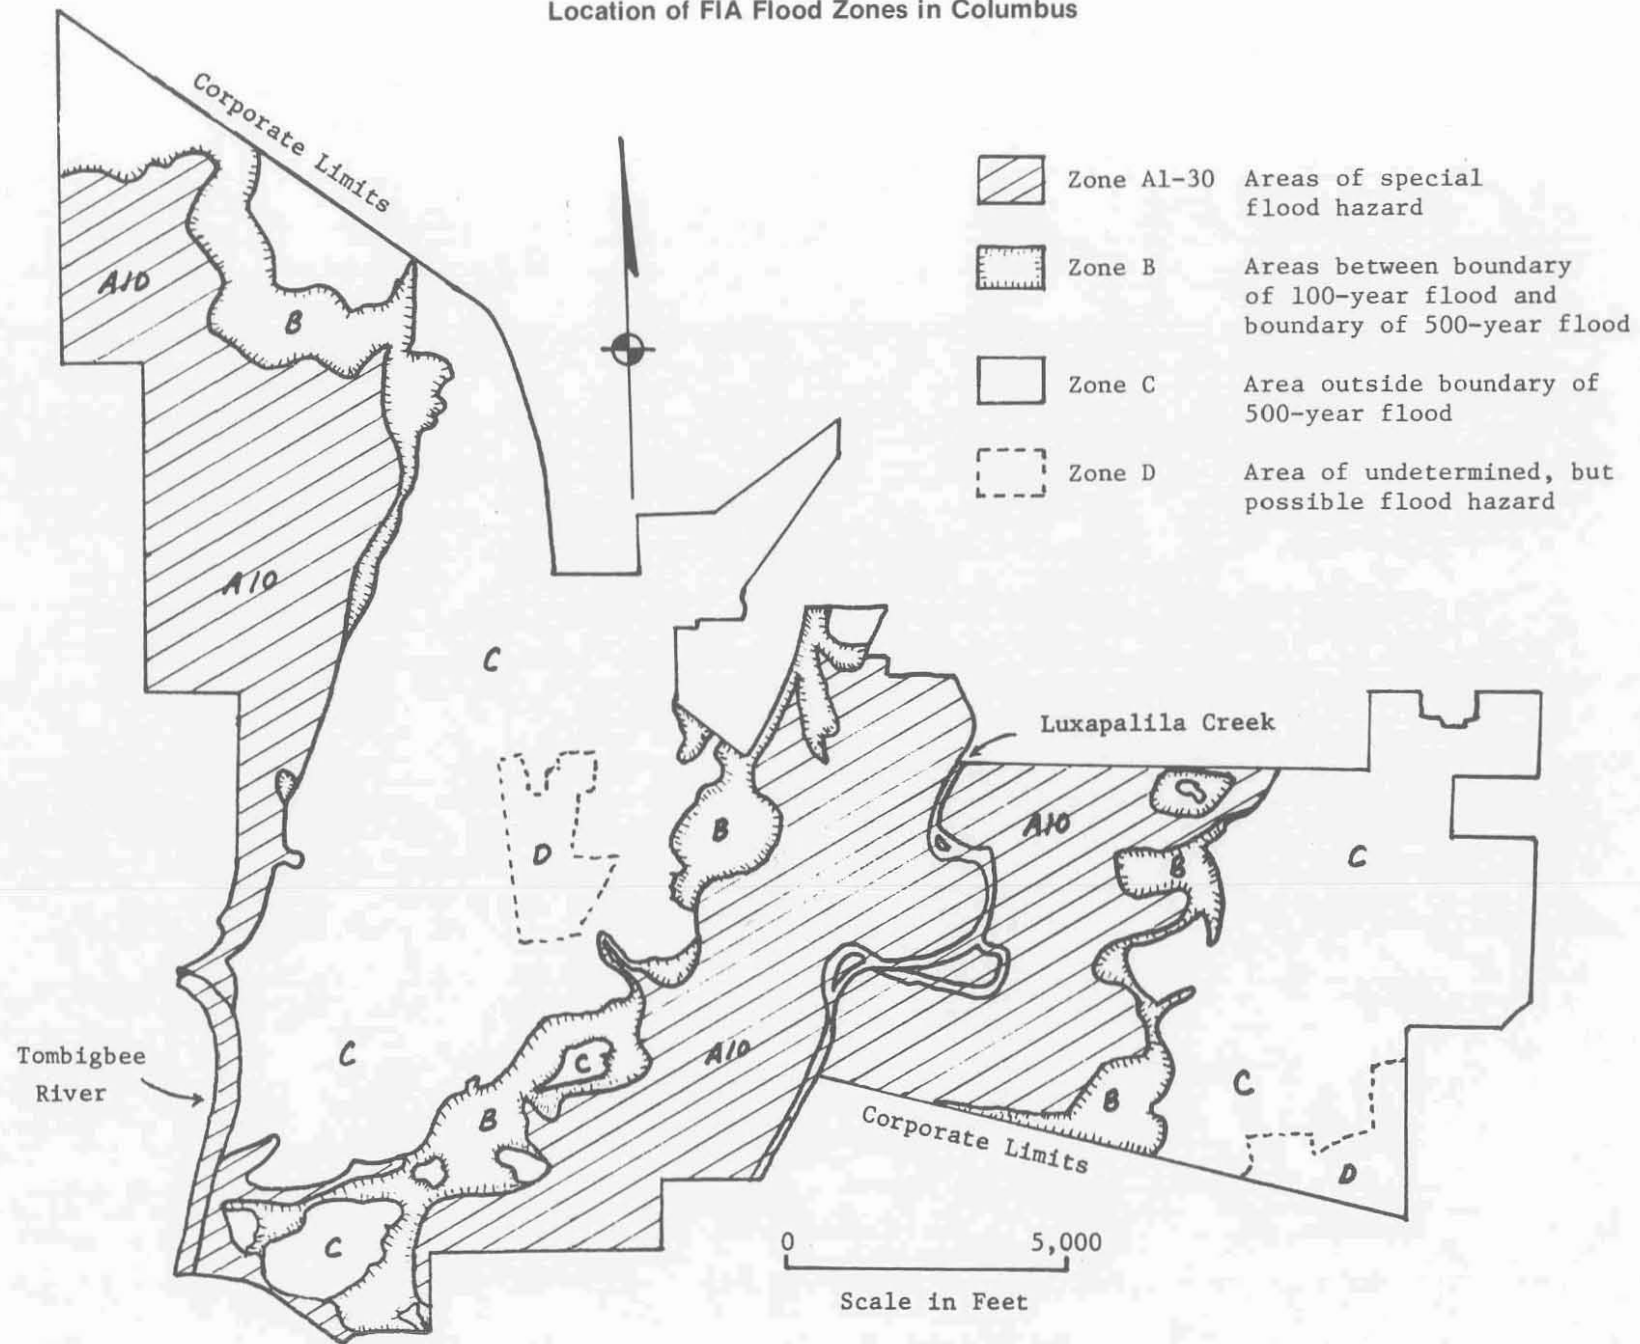 Location of FIA Flood Zones in Columbus
Corporate Limits
Zone A1-30 Areas of special
flood hazard
Zone B Areas between boundary
of 100-year flood and
boundary of 500-year flood
Zone C Area outside boundary of
500-year flood
Zone D Area of undetermined, but
possible flood hazard
A10
B
A10
C
Luxapalila Creek
D
B
A10
B
C
Tombigbee
River
C
C
A10
B
B
C
Corporate Limits
D
C
0 5,000
Scale in Feet